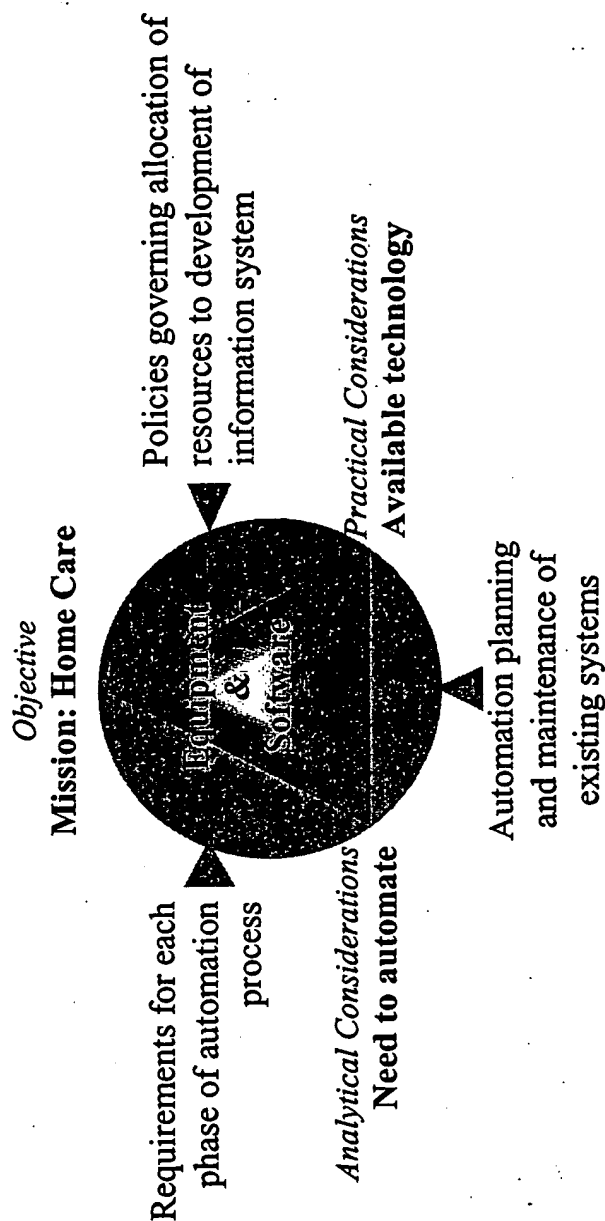 Objective
Mission: Home Care
Requirements for each
phase of automation
process
Policies governing allocation of
resources to development of
information system
Equipment
&
Software
Analytical Considerations
Need to automate
Practical Considerations
Available technology
Automation planning
and maintenance of
existing systems